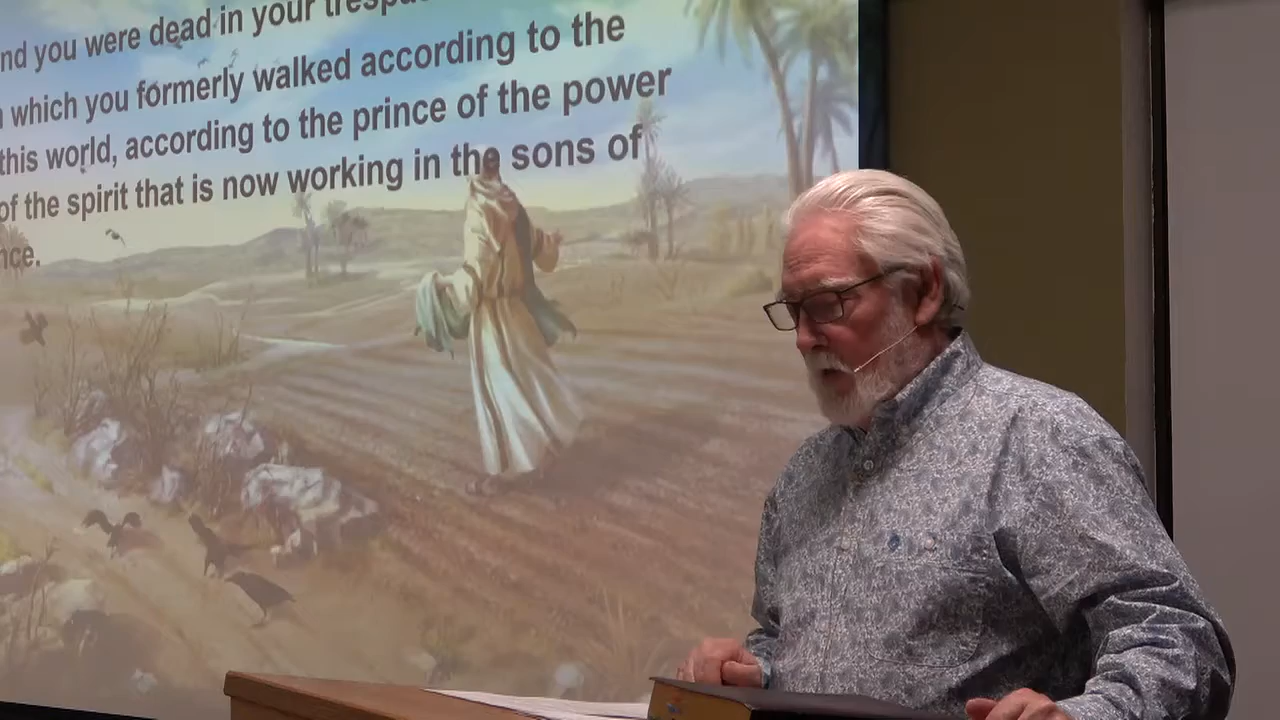 nd you were dead in your
which you formerly walked according to the
this world, according to the prince of the power
of the spirit that is now working in the sons of
nce.